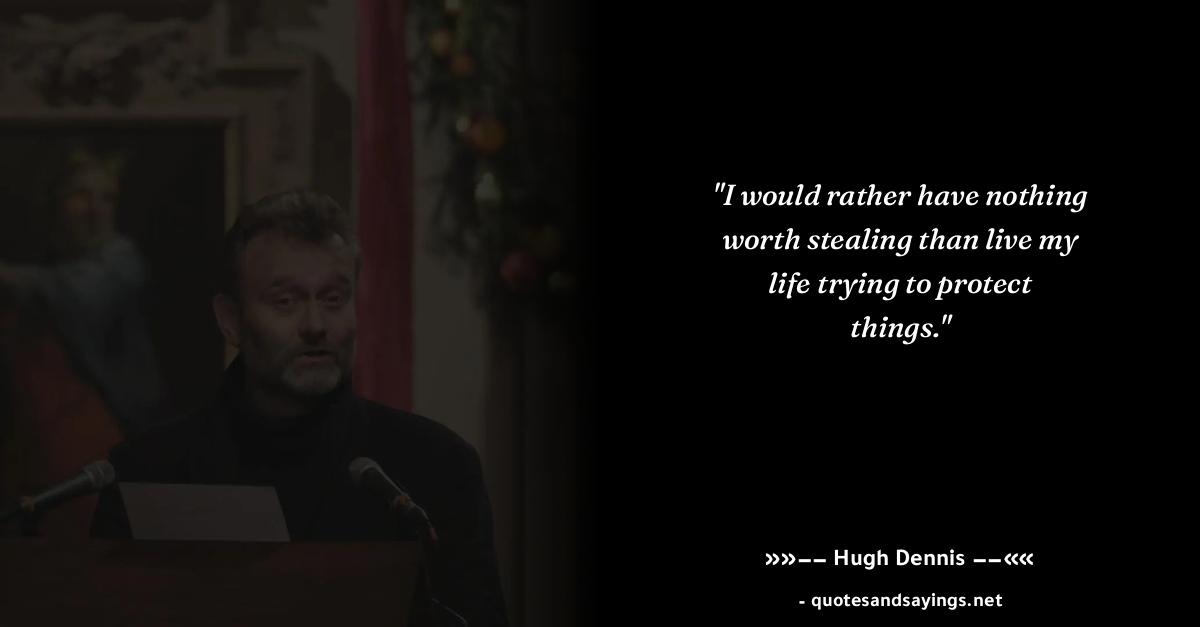 "I would rather have nothing
worth stealing than live my
life trying to protect
things."
»»−− Hugh Dennis −−««
- quotesandsayings.net